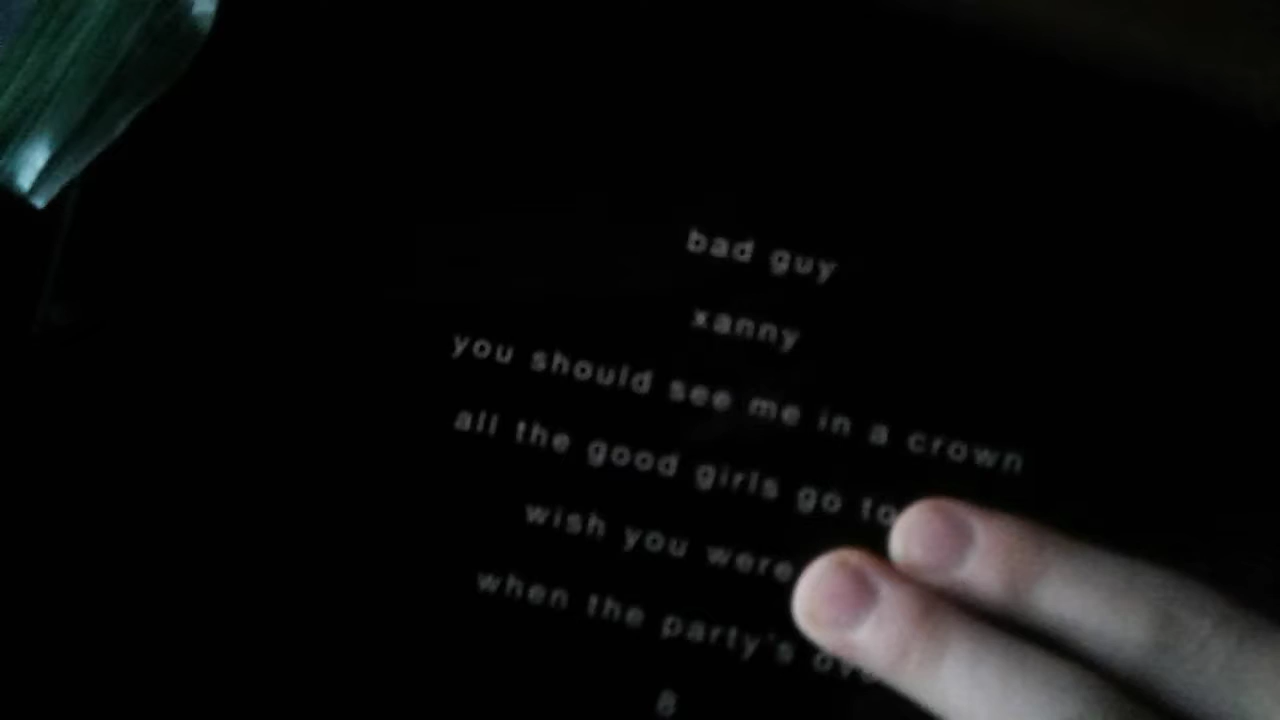 bad guy
xanny
you should see me in a crown
all the good girls go to
wish you were
when the party's
8